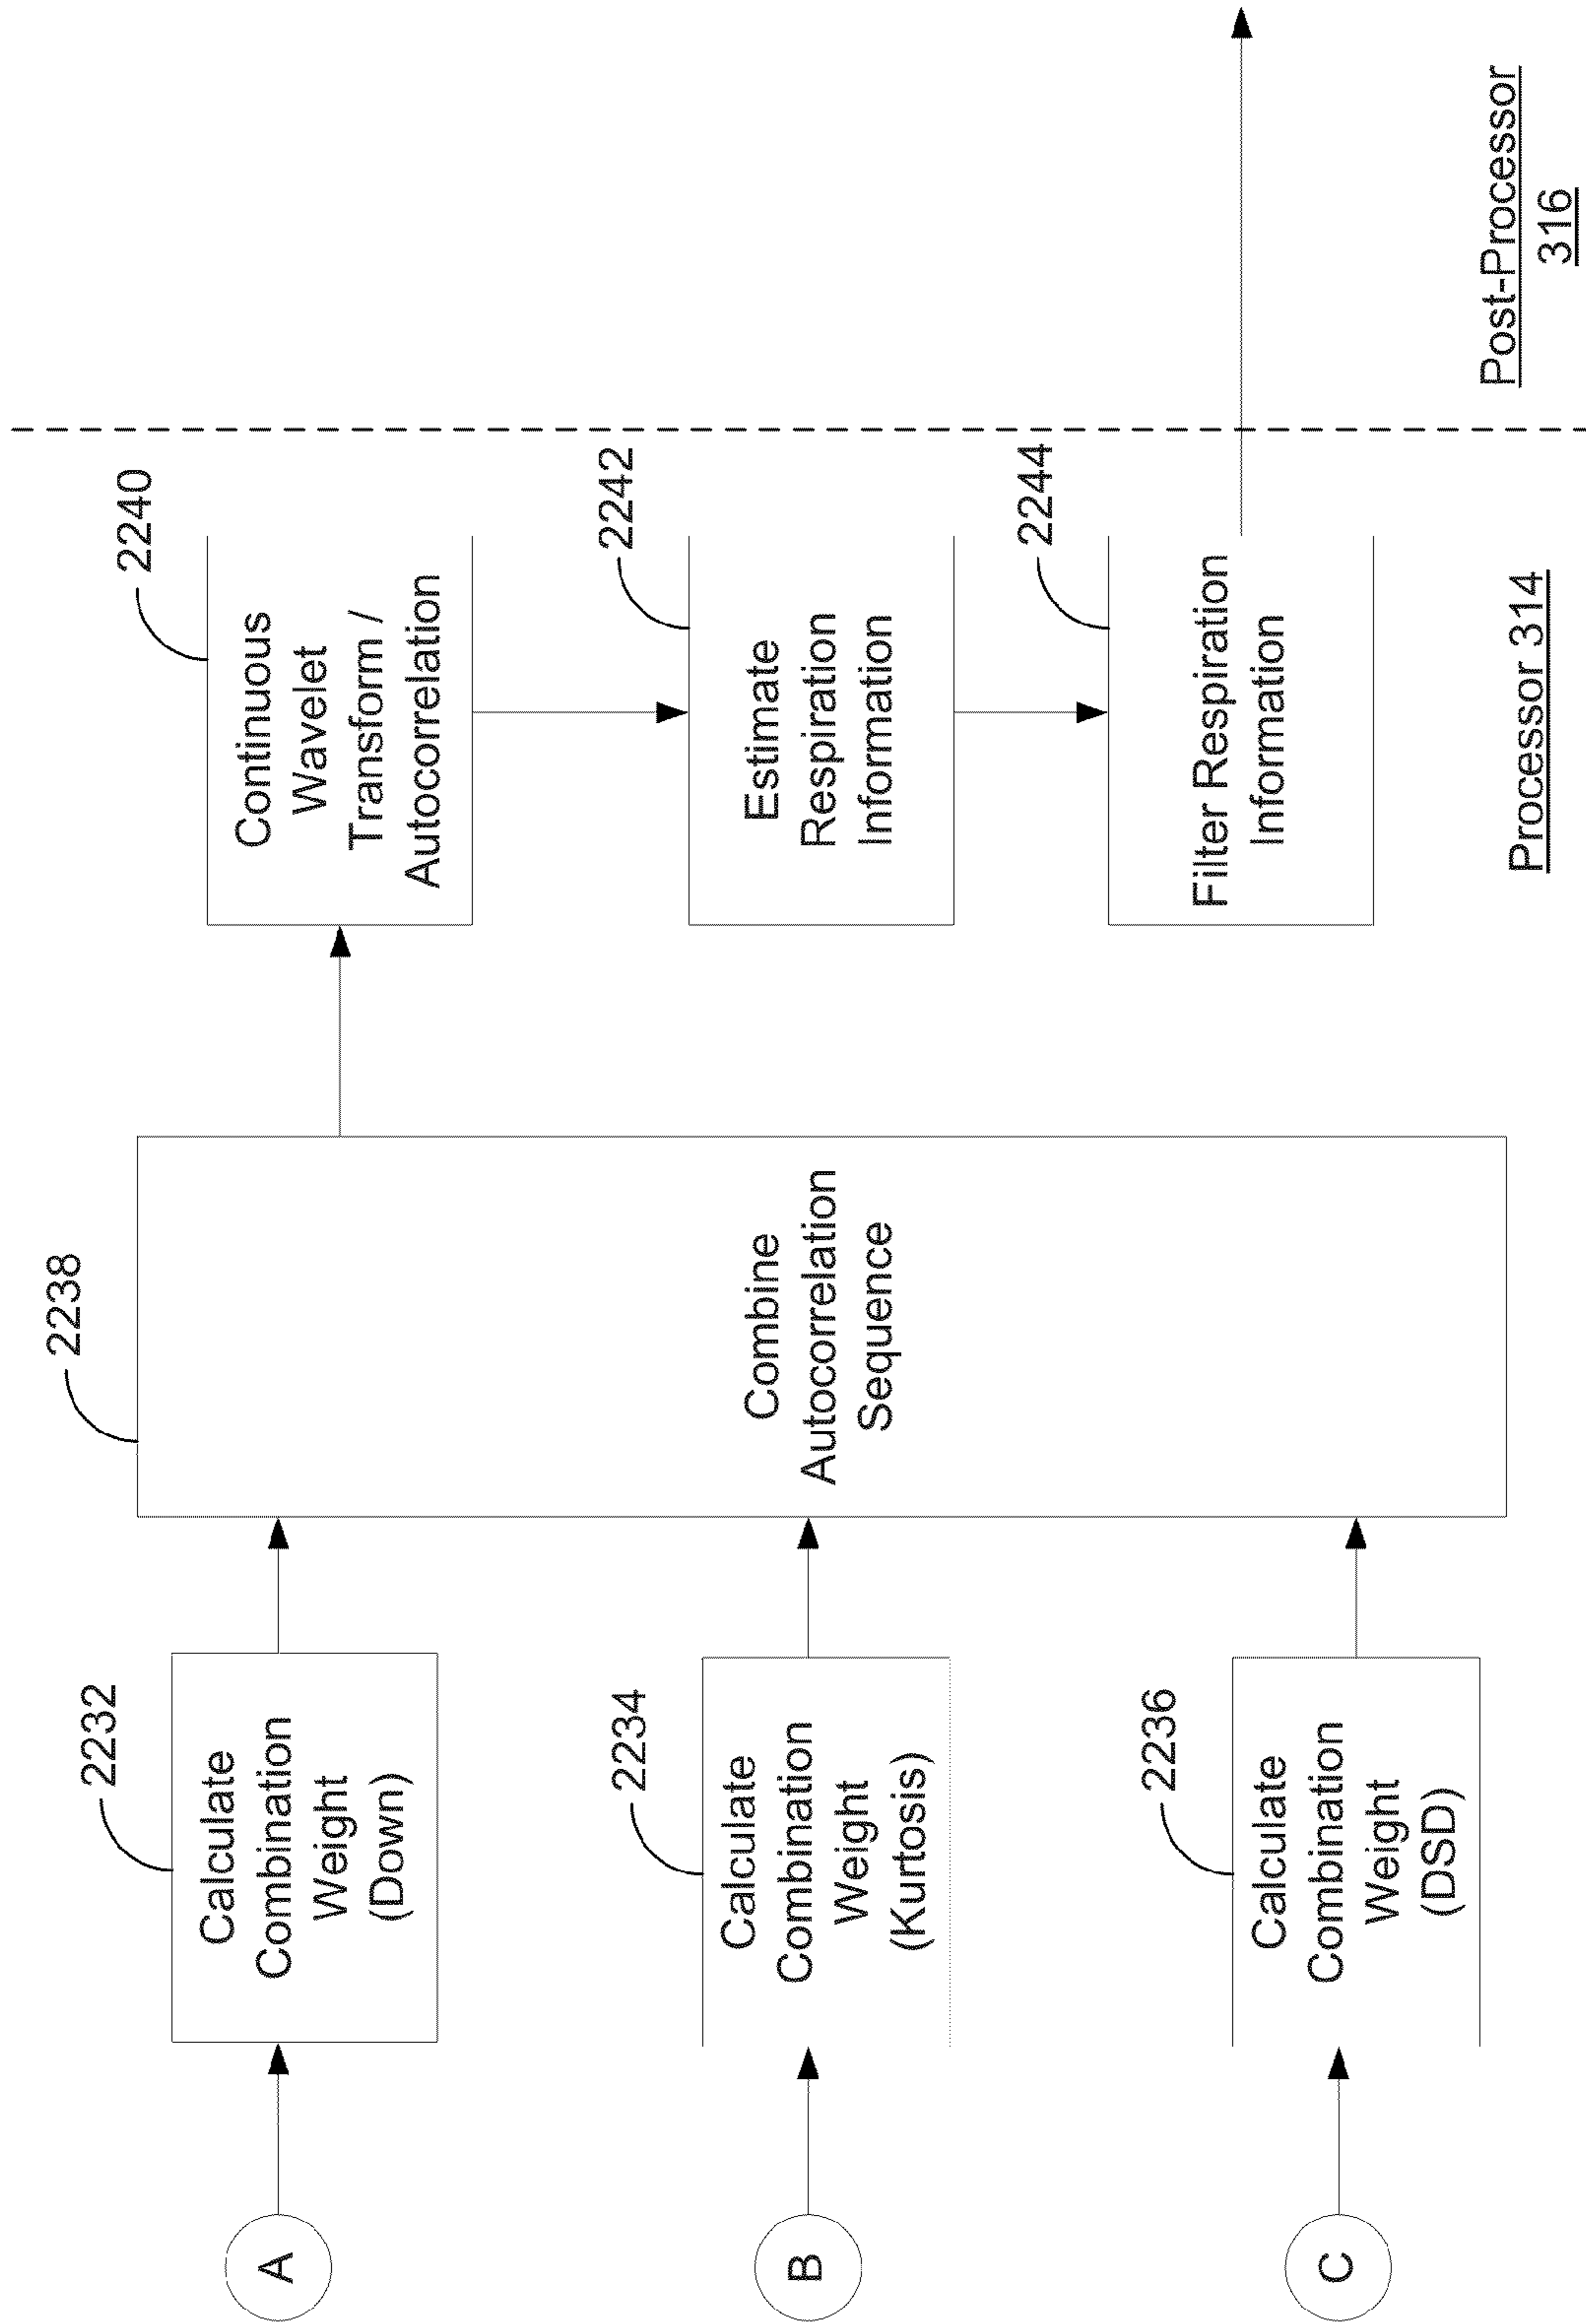 A
2232
Calculate
Combination
Weight
(Down)
B
2234
Calculate
Combination
Weight
(Kurtosis)
C
2236
Calculate
Combination
Weight
(DSD)
2238
Combine
Autocorrelation
Sequence
2240
Continuous
Wavelet
Transform /
Autocorrelation
2242
Estimate
Respiration
Information
2244
Filter Respiration
Information
Processor 314
Post-Processor
316